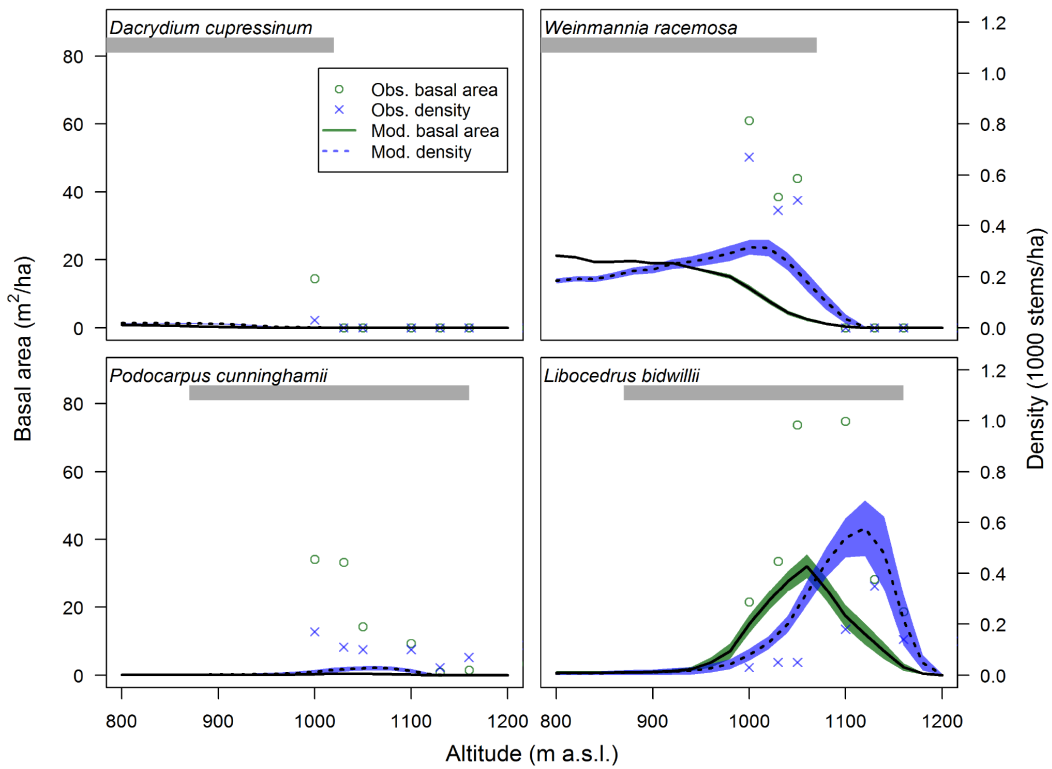 Dacrydium cupressinum
Weinmannia racemosa
Obs. basal area
Obs. density
Mod. basal area
Mod. density
80
60
40
20
0
1.2
1.0
0.8
0.6
0.4
0.2
0.0
Podocarpus cunninghamii
Libocedrus bidwillii
80
60
40
20
0
1.2
1.0
0.8
0.6
0.4
0.2
0.0
800 900 1000 1100 1200
800 900 1000 1100 1200
Basal area (m²/ha)
Density (1000 stems/ha)
Altitude (m a.s.l.)